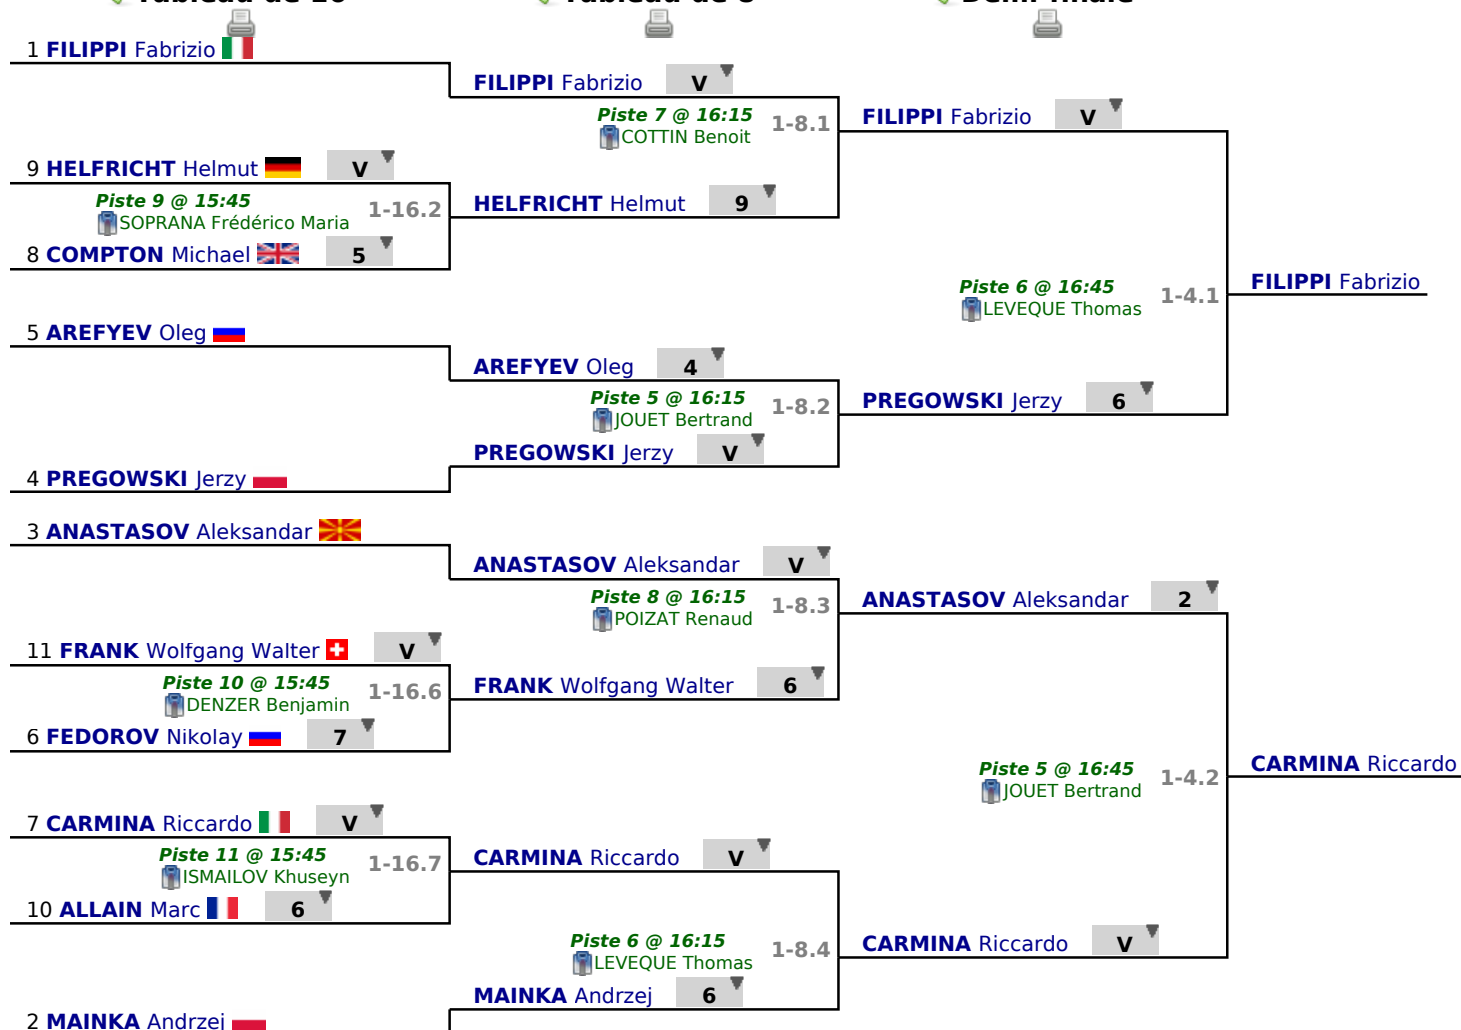 Tableau de 16
Tableau de 8
Demi-finale
1 FILIPPI Fabrizio
FILIPPI Fabrizio V
Piste 7 @ 16:15
COTTIN Benoit
1-8.1
FILIPPI Fabrizio V
9 HELFRICHT Helmut V
Piste 9 @ 15:45
SOPRANA Frédérico Maria
1-16.2
HELFRICHT Helmut 9
8 COMPTON Michael 5
Piste 6 @ 16:45
LEVEQUE Thomas
1-4.1
FILIPPI Fabrizio
5 AREFYEV Oleg
AREFYEV Oleg 4
Piste 5 @ 16:15
JOUET Bertrand
1-8.2
PREGOWSKI Jerzy 6
PREGOWSKI Jerzy V
4 PREGOWSKI Jerzy
3 ANASTASOV Aleksandar
ANASTASOV Aleksandar V
Piste 8 @ 16:15
POIZAT Renaud
1-8.3
ANASTASOV Aleksandar 2
11 FRANK Wolfgang Walter V
Piste 10 @ 15:45
DENZER Benjamin
1-16.6
FRANK Wolfgang Walter 6
6 FEDOROV Nikolay 7
Piste 5 @ 16:45
JOUET Bertrand
1-4.2
CARMINA Riccardo
7 CARMINA Riccardo V
Piste 11 @ 15:45
ISMAILOV Khuseyn
1-16.7
CARMINA Riccardo V
10 ALLAIN Marc 6
Piste 6 @ 16:15
LEVEQUE Thomas
1-8.4
CARMINA Riccardo V
MAINKA Andrzej 6
2 MAINKA Andrzej